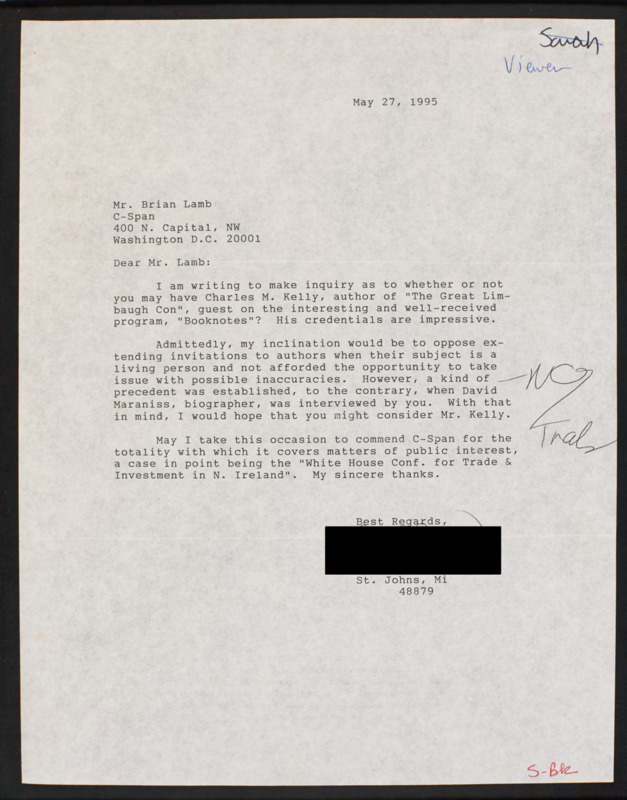 Sarah
Viewer
May 27, 1995
Mr. Brian Lamb
C-Span
400 N. Capital, NW
Washington D.C. 20001
Dear Mr. Lamb:
I am writing to make inquiry as to whether or not
you may have Charles M. Kelly, author of "The Great Lim-
baugh Con", guest on the interesting and well-received
program, "Booknotes"? His credentials are impressive.
Admittedly, my inclination would be to oppose ex-
tending invitations to authors when their subject is a
living person and not afforded the opportunity to take
issue with possible inaccuracies. However, a kind of
precedent was established, to the contrary, when David
Maraniss, biographer, was interviewed by you. With that
in mind, I would hope that you might consider Mr. Kelly.
May I take this occasion to commend C-Span for the
totality with which it covers matters of public interest,
a case in point being the "White House Conf. for Trade &
Investment in N. Ireland". My sincere thanks.
Best Regards,
St. Johns, Mi
48879
S-Bk